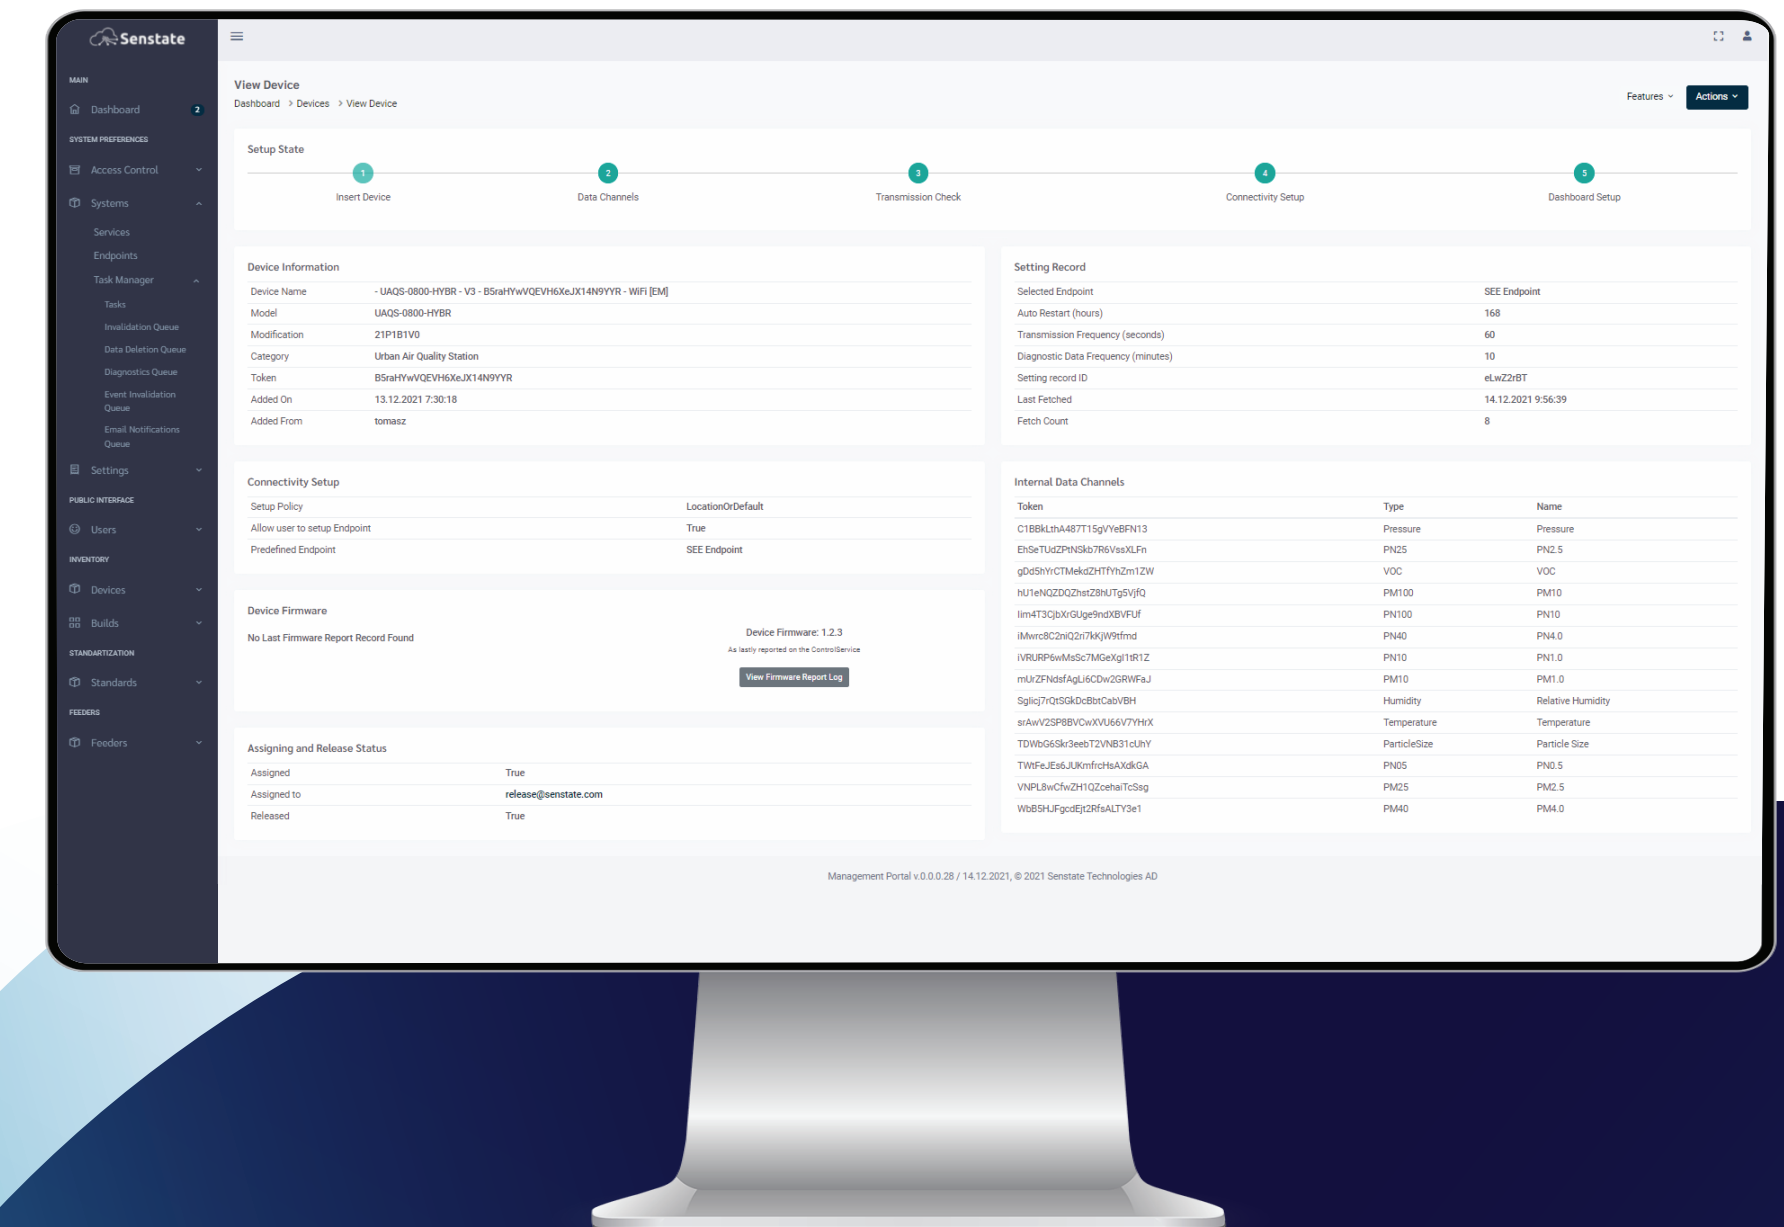 Senstate
MAIN
Dashboard 2
SYSTEM PREFERENCES
Access Control
Systems
Services
Endpoints
Task Manager
Tasks
Invalidation Queue
Data Deletion Queue
Diagnostics Queue
Event Invalidation
Queue
Email Notifications
Queue
Settings
PUBLIC INTERFACE
Users
INVENTORY
Devices
Builds
STANDARTIZATION
Standards
FEEDERS
Feeders
View Device
Dashboard > Devices > View Device
Features
Actions
Setup State
1 2 3 4 5
Insert Device Data Channels Transmission Check Connectivity Setup Dashboard Setup
Device Information
Device Name - UAQS-0800-HYBR - V3 - B5raHYwVQEVH6XeJX14N9YYR - WiFi [EM]
Model UAQS-0800-HYBR
Modification 21P1B1V0
Category Urban Air Quality Station
Token B5raHYwVQEVH6XeJX14N9YYR
Added On 13.12.2021 7:30:18
Added From tomasz
Setting Record
Selected Endpoint SEE Endpoint
Auto Restart (hours) 168
Transmission Frequency (seconds) 60
Diagnostic Data Frequency (minutes) 10
Setting record ID eLwZ2rBT
Last Fetched 14.12.2021 9:56:39
Fetch Count 8
Connectivity Setup
Setup Policy LocationOrDefault
Allow user to setup Endpoint True
Predefined Endpoint SEE Endpoint
Device Firmware
No Last Firmware Report Record Found
Device Firmware: 1.2.3
As lastly reported on the ControlService
View Firmware Report Log
Assigning and Release Status
Assigned True
Assigned to release@senstate.com
Released True
Internal Data Channels
Token Type Name
C1BBkLthA487T15gVYeBFN13 Pressure Pressure
EhSeTUdZPtNSkb7R6VssXLFn PN25 PN2.5
gDd5hYrCTMekdZHTfYhZm1ZW VOC VOC
hU1eNQZDQZhstZ8hUTg5VjfQ PM100 PM10
Iim4T3CjbXrGUge9ndXBVFUf PN100 PN10
iMwrc8C2niQ2ri7kKjW9tfmd PN40 PN4.0
iVRURP6wMsSc7MGeXgI1tR1Z PN10 PN1.0
mUrZFNdsfAgLi6CDw2GRWFaJ PM10 PM1.0
Sglicj7rQtSGkDcBbtCabVBH Humidity Relative Humidity
srAwV2SP8BVCwXVU66V7YHrX Temperature Temperature
TDWbG6Skr3eebT2VNB31cUhY ParticleSize Particle Size
TWtFeJEs6JUKmfrcHsAXdkGA PN05 PN0.5
VNPL8wCfwZH1QZcehaiTcSsg PM25 PM2.5
WbB5HJFgcdEjt2RfsALTY3e1 PM40 PM4.0
Management Portal v.0.0.0.28 / 14.12.2021, © 2021 Senstate Technologies AD